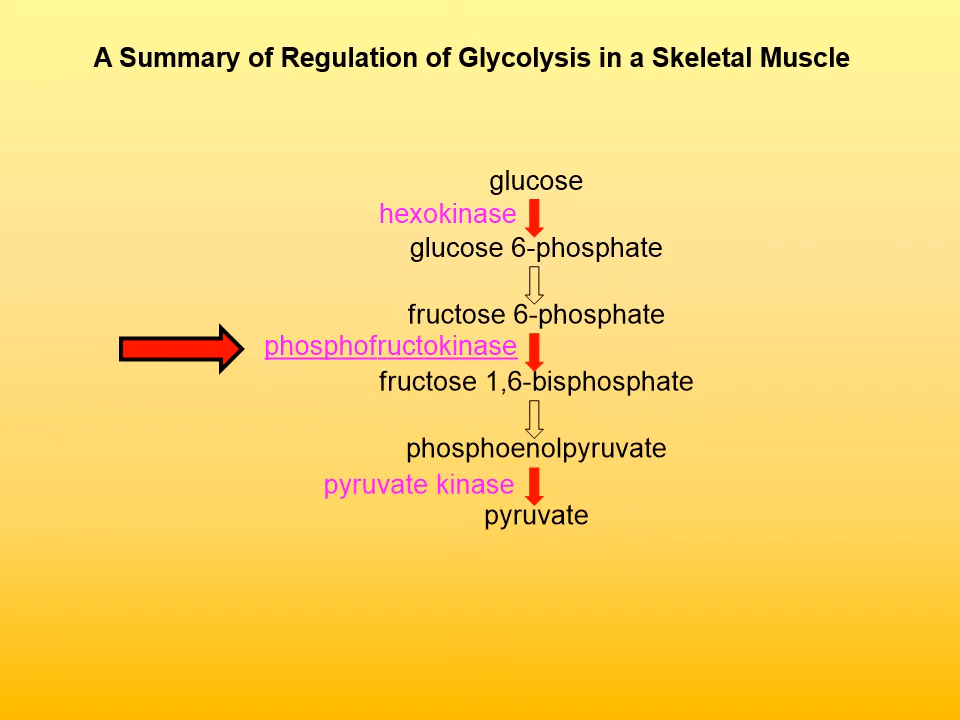 A Summary of Regulation of Glycolysis in a Skeletal Muscle
glucose
hexokinase
glucose 6-phosphate
fructose 6-phosphate
phosphofructokinase
fructose 1,6-bisphosphate
phosphoenolpyruvate
pyruvate kinase
pyruvate